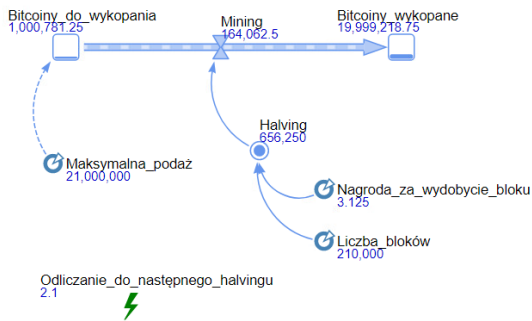 Bitcoiny_do_wykopania
1,000,781.25
Mining
164,062.5
Bitcoiny_wykopane
19,999,218.75
Halving
656,250
Maksymalna_podaż
21,000,000
Nagroda_za_wydobycie_bloku
3.125
Liczba_bloków
210,000
Odliczanie_do_następnego_halvingu
2.1